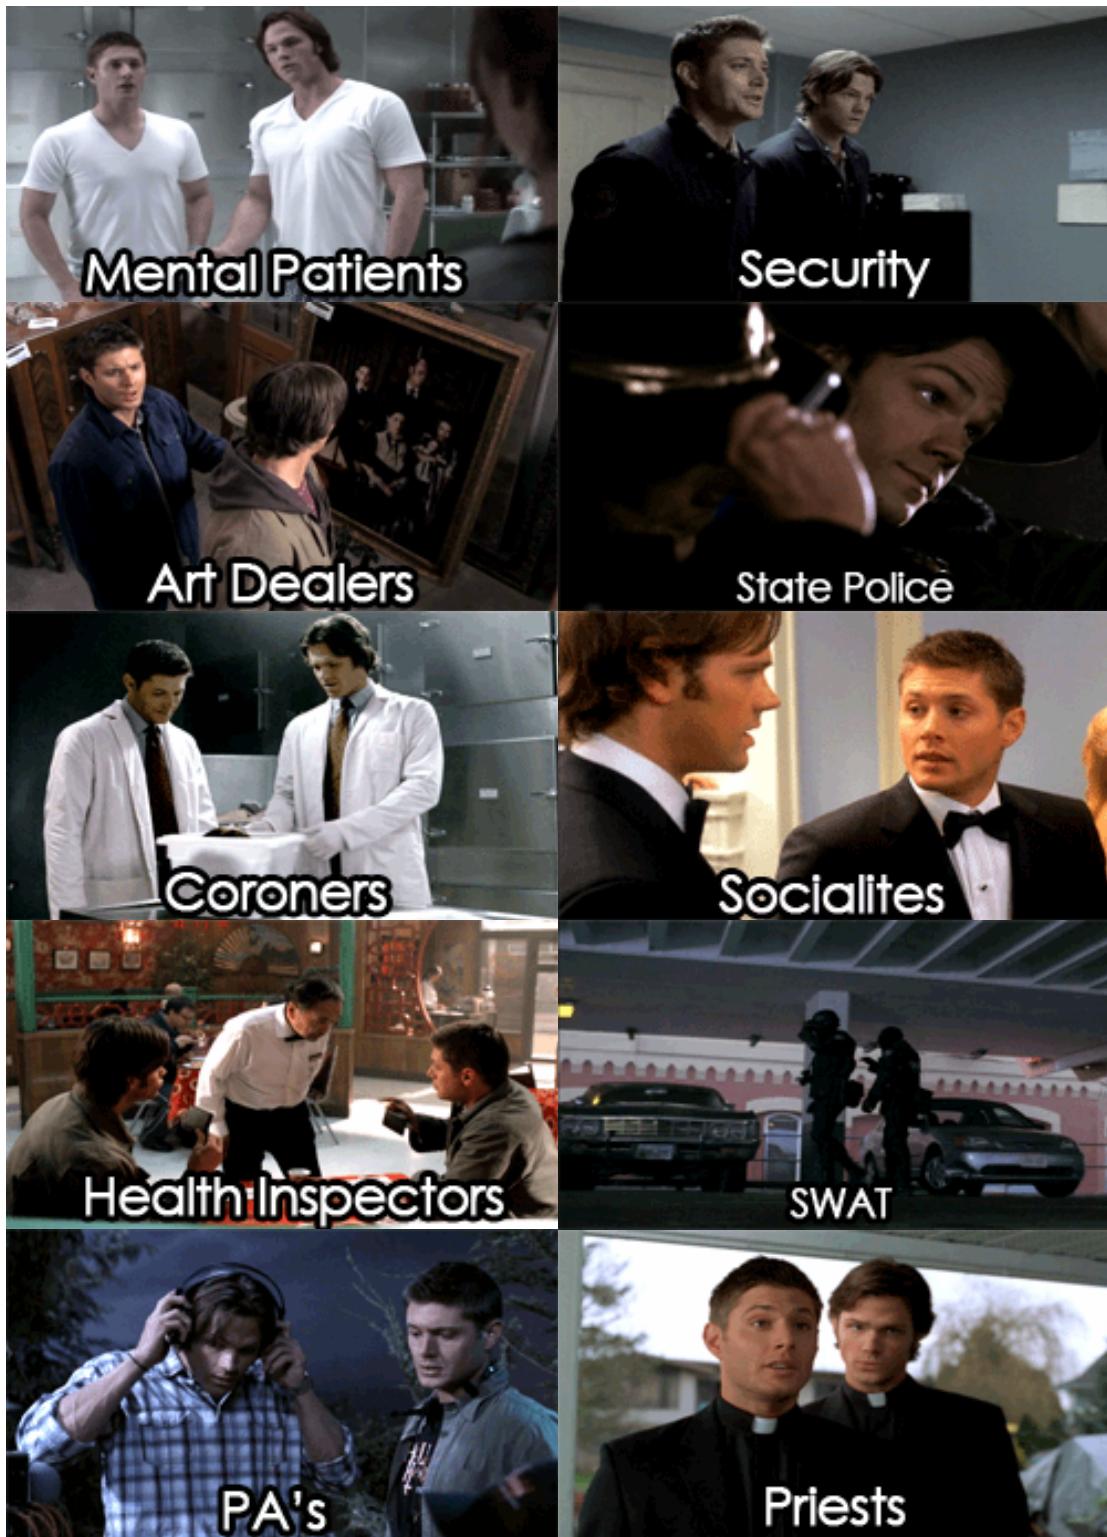 Mental Patients
Security
Art Dealers
State Police
Coroners
Socialites
Health Inspectors
SWAT
PA's
Priests